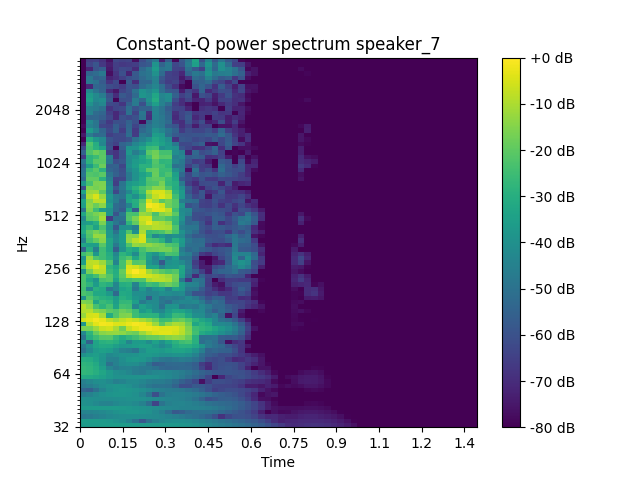 Constant-Q power spectrum speaker_7
+0 dB
2048
-10 dB
1024
-20 dB
512
-30 dB
Hz
-40 dB
256
-50 dB
128
-60 dB
64
-70 dB
32
-80 dB
0 0.15 0.3 0.45 0.6 0.75 0.9 1.1 1.2 1.4
Time